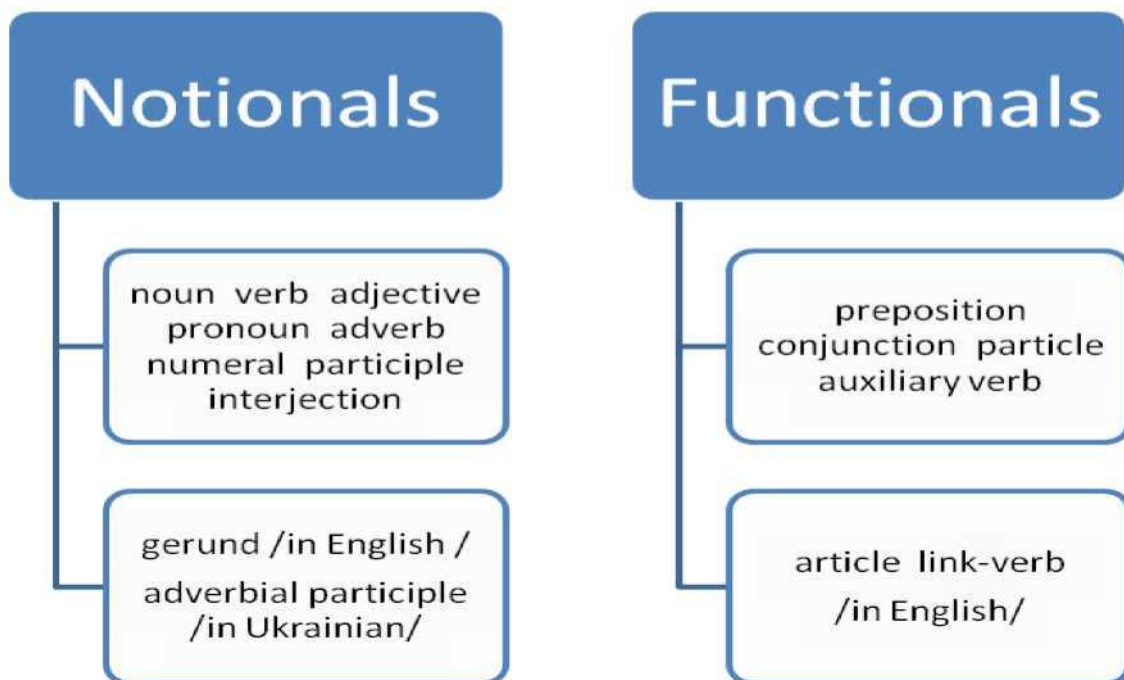 Notionals
noun verb adjective
pronoun adverb
numeral participle
interjection
gerund /in English /
adverbial participle
/in Ukrainian/
Functionals
preposition
conjunction particle
auxiliary verb
article link-verb
/in English/